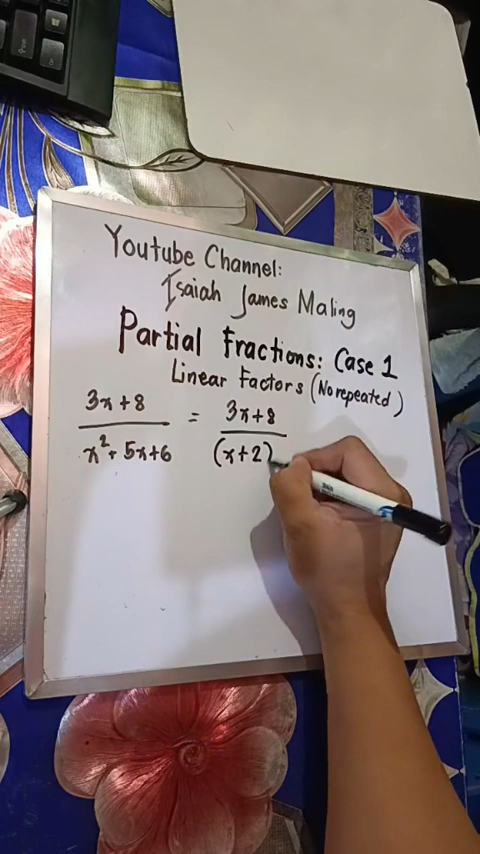 Youtube Channel:
Isaiah James Maling
Partial Fractions: Case 1
Linear Factors (No repeated)
3x+8 = 3x+8
x²+5x+6 (x+2)